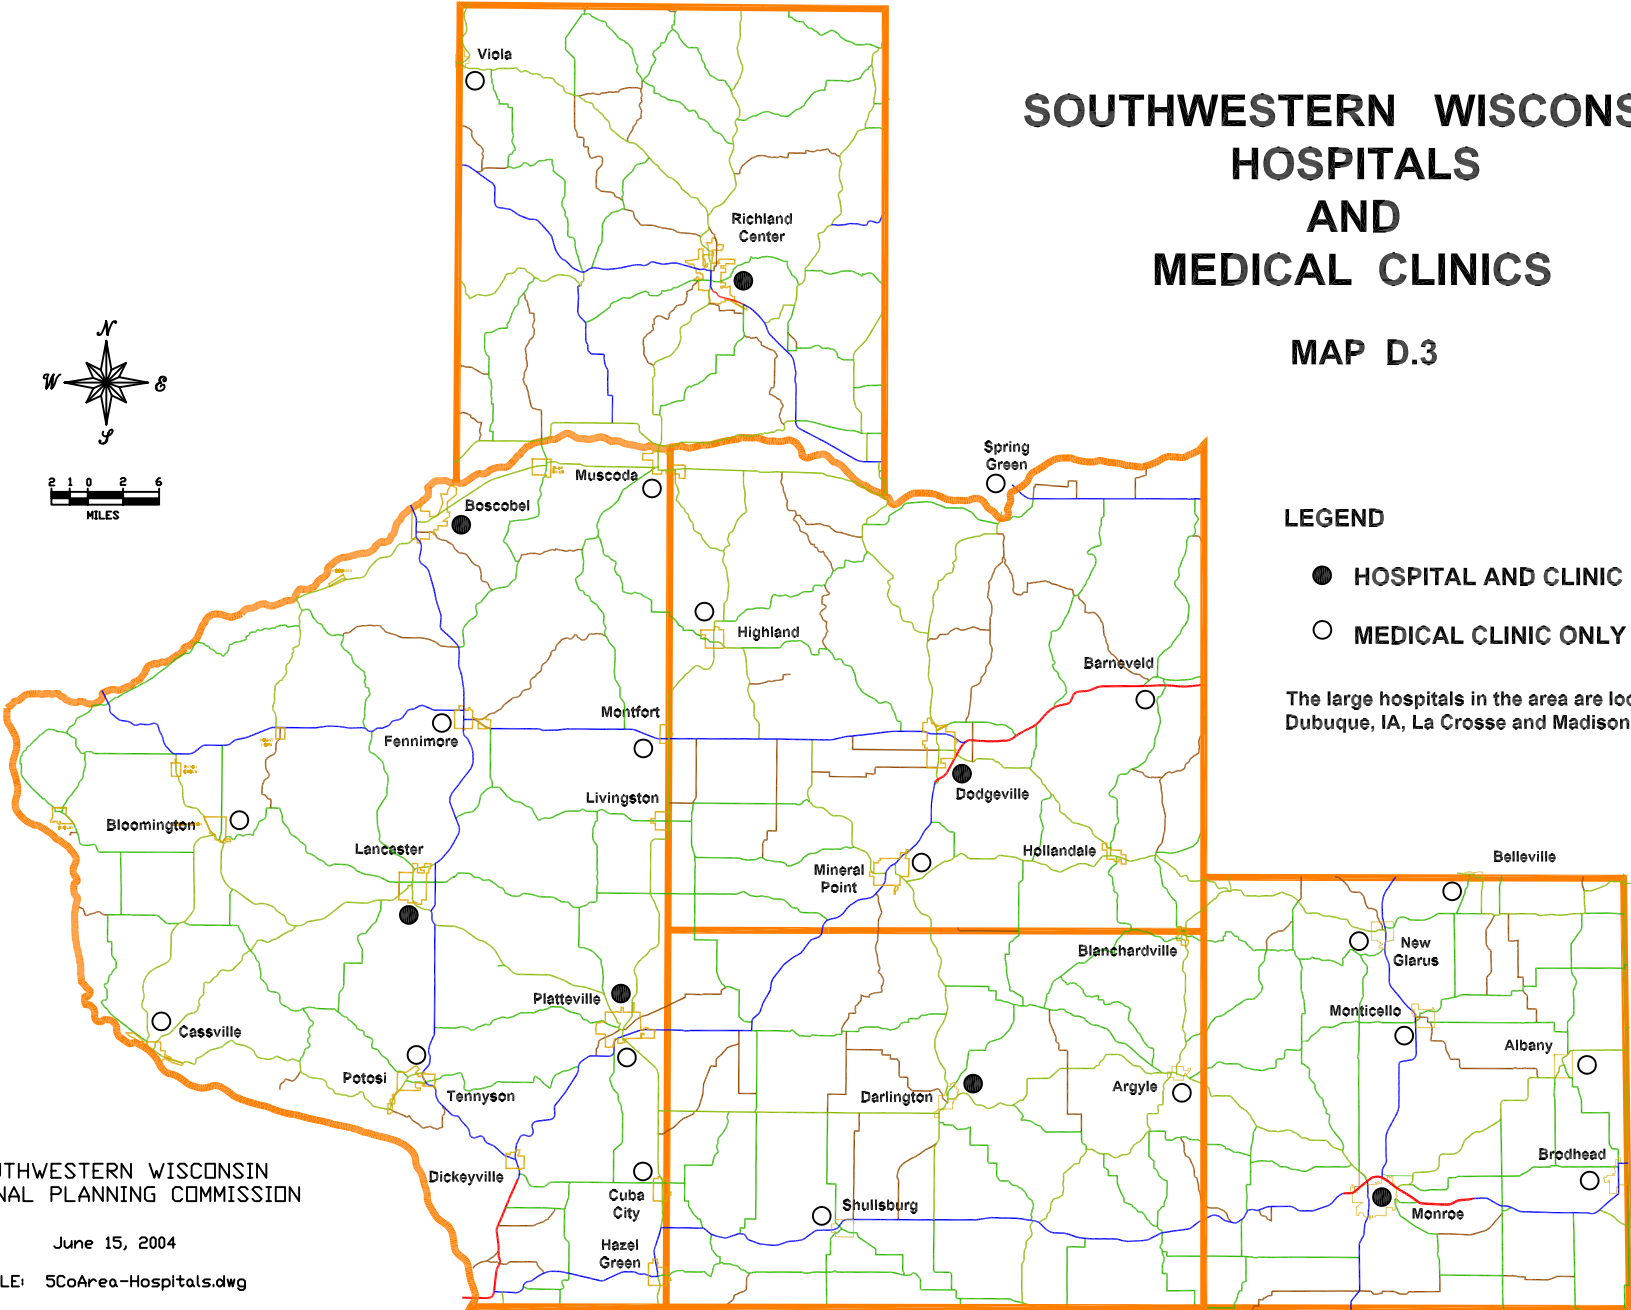 Viola
SOUTHWESTERN WISCONS
HOSPITALS
AND
MEDICAL CLINICS
MAP D.3
Richland
Center
N
W E
S
2 1 0 2 6
MILES
Spring
Green
Muscoda
Boscobel
LEGEND
HOSPITAL AND CLINIC
MEDICAL CLINIC ONLY
The large hospitals in the area are loc
Dubuque, IA, La Crosse and Madison
Highland
Barneveld
Montfort
Fennimore
Livingston
Dodgeville
Bloomington
Lancaster
Mineral
Point
Hollandale
Belleville
Blanchardville
New
Glarus
Platteville
Cassville
Monticello
Albany
Potosi
Tennyson
Darlington
Argyle
Dickeyville
Cuba
City
Shullsburg
Brodhead
Monroe
Hazel
Green
UTHWESTERN WISCONSIN
NAL PLANNING COMMISSION
June 15, 2004
LE: 5CoArea-Hospitals.dwg